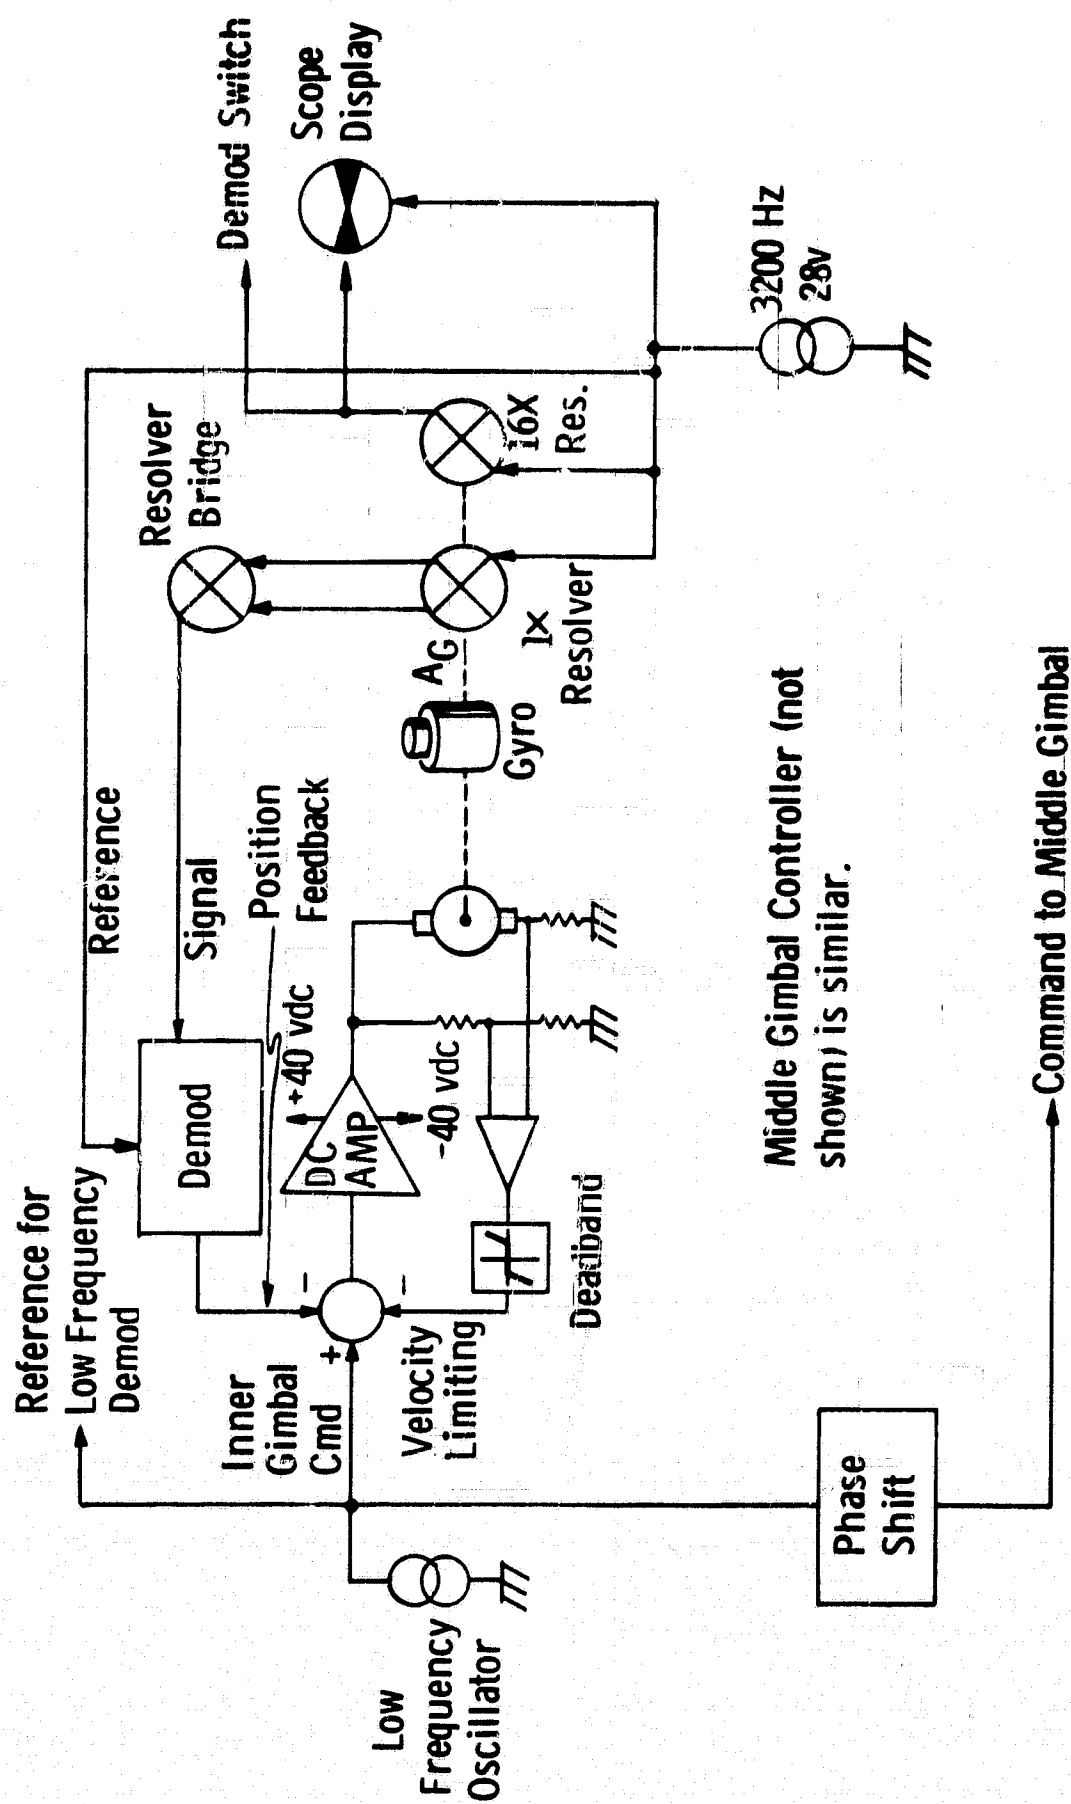 Reference for
Low Frequency
Demod
Reference
Signal
Demod
Position
Feedback
Resolver
Bridge
Demod Switch
Scope
Display
+40 vdc
-40 vdc
DC
AMP
Inner
Gimbal
Cmd
+
-
-
Velocity
Limiting
Deadband
Gyro
AG
1X
Resolver
16X
Res.
3200 Hz
28v
Low
Frequency
Oscillator
Phase
Shift
Middle Gimbal Controller (not
shown) is similar.
Command to Middle Gimbal